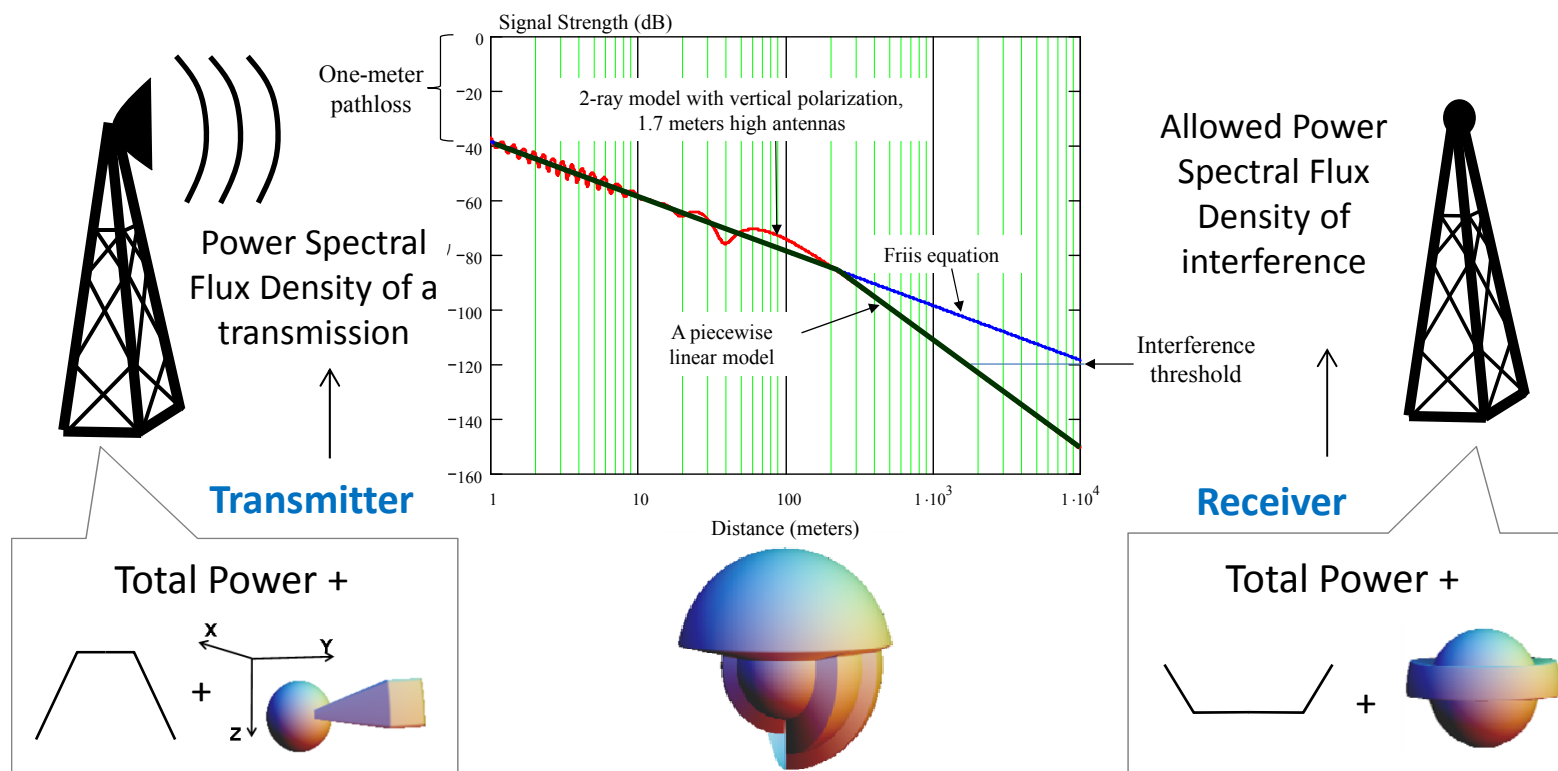 Signal Strength (dB)
0
−20
−40
−60
−80
−100
−120
−140
−160
1
10
100
1·10³
1·10⁴
Distance (meters)
One-meter
pathloss
2-ray model with vertical polarization,
1.7 meters high antennas
Friis equation
A piecewise
linear model
Interference
threshold
Power Spectral
Flux Density of a
transmission
Transmitter
Total Power +
X
Y
Z
+
Allowed Power
Spectral Flux
Density of
interference
Receiver
Total Power +
+